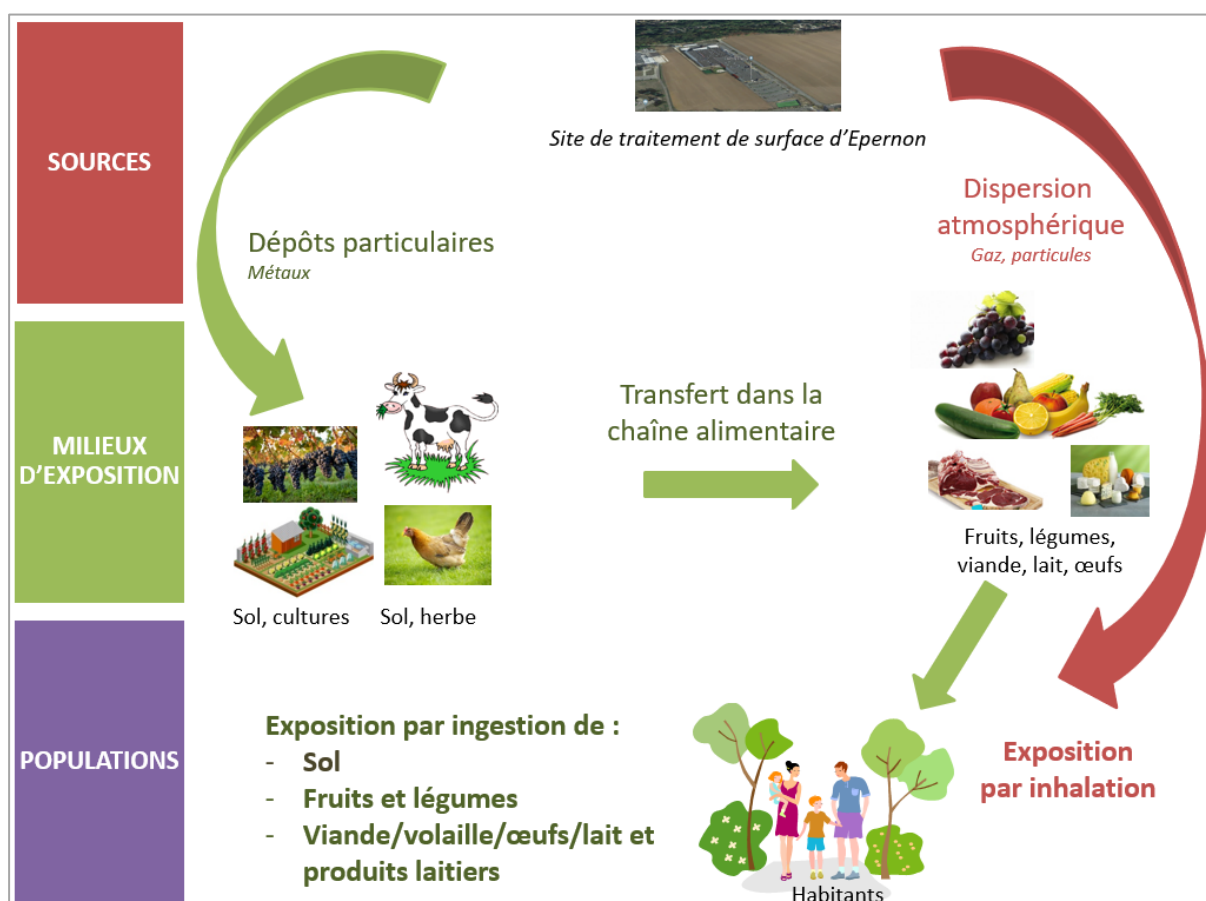 SOURCES
Site de traitement de surface d’Epernon
Dépôts particulaires
Métaux
Dispersion
atmosphérique
Gaz, particules
MILIEUX
D’EXPOSITION
Transfert dans la
chaîne alimentaire
Sol, cultures
Sol, herbe
Fruits, légumes,
viande, lait, œufs
POPULATIONS
Exposition par ingestion de :
- Sol
- Fruits et légumes
- Viande/volaille/œufs/lait et
produits laitiers
Habitants
Exposition
par inhalation